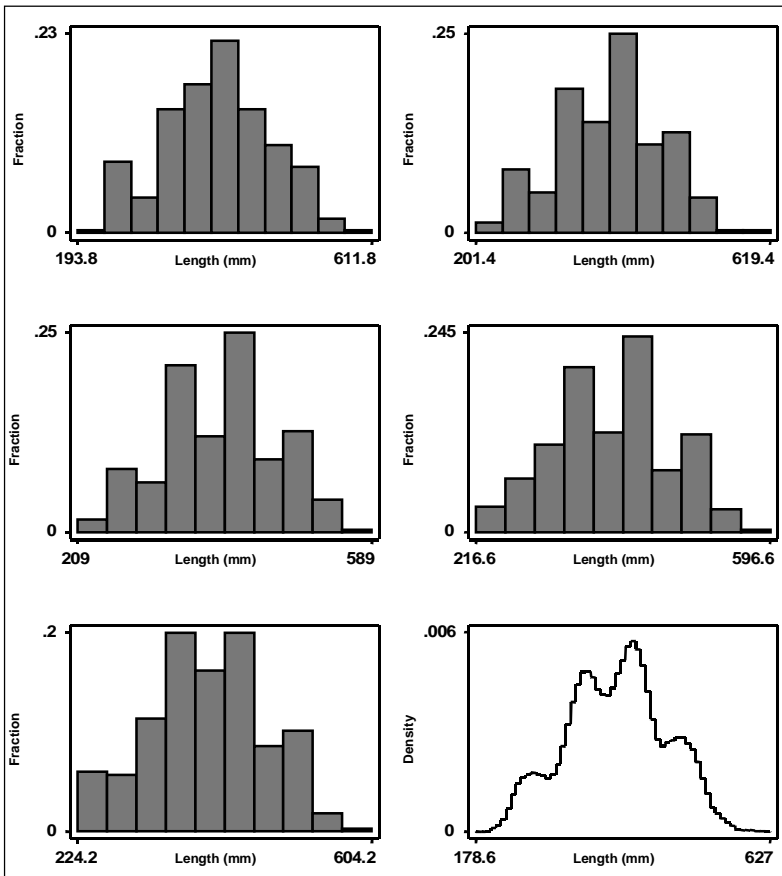 .23
Fraction
0
193.8 Length (mm) 611.8
.25
Fraction
0
201.4 Length (mm) 619.4
.25
Fraction
0
209 Length (mm) 589
.245
Fraction
0
216.6 Length (mm) 596.6
.2
Fraction
0
224.2 Length (mm) 604.2
.006
Density
0
178.6 Length (mm) 627